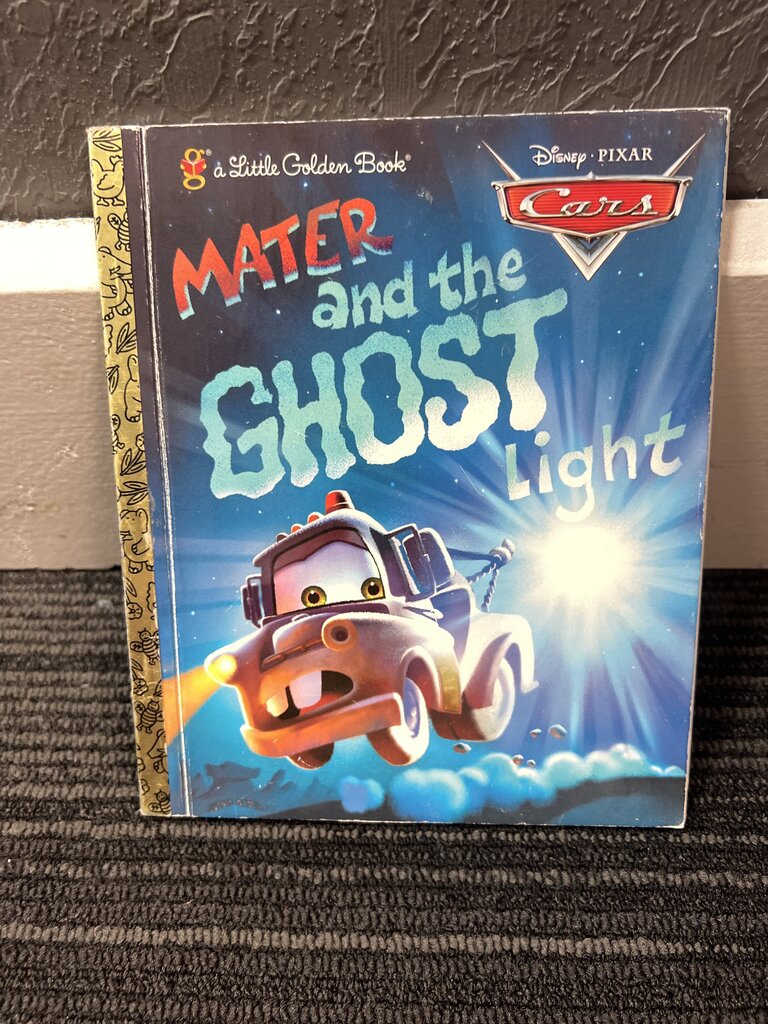 a Little Golden Book®
DISNEY · PIXAR
Cars
MATER
and the
GHOST
Light